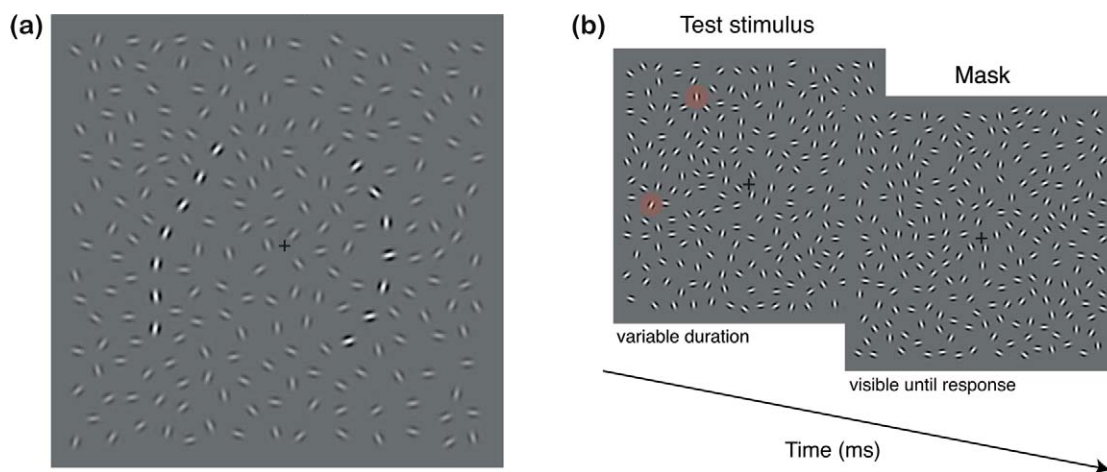 (a)
(b)
Test stimulus
Mask
variable duration
visible until response
Time (ms)